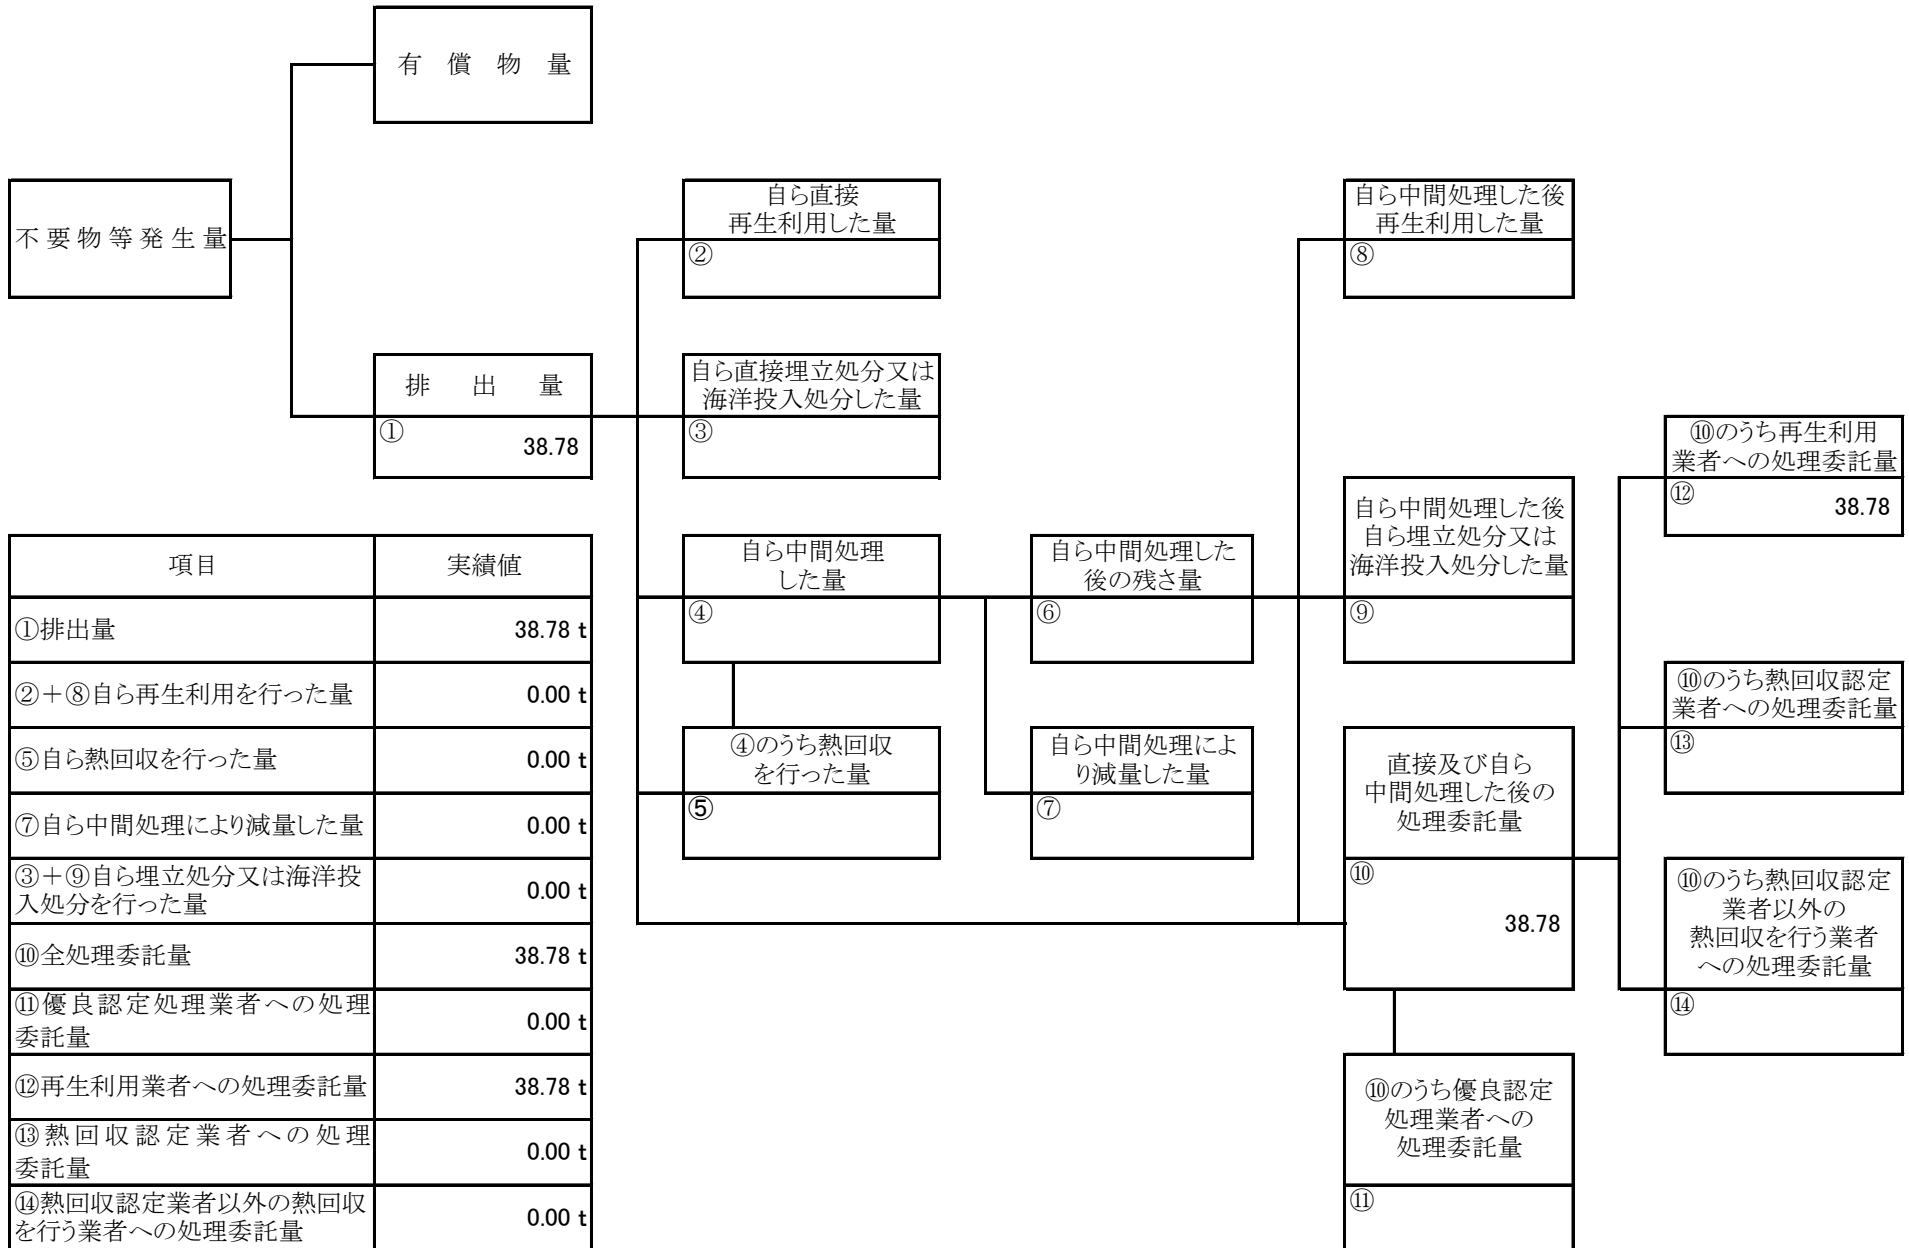 有償物量
不要物等発生量
自ら直接
再生利用した量
②
自ら中間処理した後
再生利用した量
⑧
排出量
①
38.78
自ら直接埋立処分又は
海洋投入処分した量
③
⑩のうち再生利用
業者への処理委託量
⑫
38.78
自ら中間処理した後
自ら埋立処分又は
海洋投入処分した量
⑨
自ら中間処理
した量
④
自ら中間処理した
後の残さ量
⑥
⑩のうち熱回収認定
業者への処理委託量
⑬
④のうち熱回収
を行った量
⑤
自ら中間処理によ
り減量した量
⑦
直接及び自ら
中間処理した後の
処理委託量
⑩
38.78
⑩のうち熱回収認定
業者以外の
熱回収を行う業者
への処理委託量
⑭
⑩のうち優良認定
処理業者への
処理委託量
⑪
項目 実績値
①排出量 38.78 t
②＋⑧自ら再生利用を行った量 0.00 t
⑤自ら熱回収を行った量 0.00 t
⑦自ら中間処理により減量した量 0.00 t
③＋⑨自ら埋立処分又は海洋投
入処分を行った量 0.00 t
⑩全処理委託量 38.78 t
⑪優良認定処理業者への処理
委託量 0.00 t
⑫再生利用業者への処理委託量 38.78 t
⑬熱回収認定業者への処理
委託量 0.00 t
⑭熱回収認定業者以外の熱回収
を行う業者への処理委託量 0.00 t